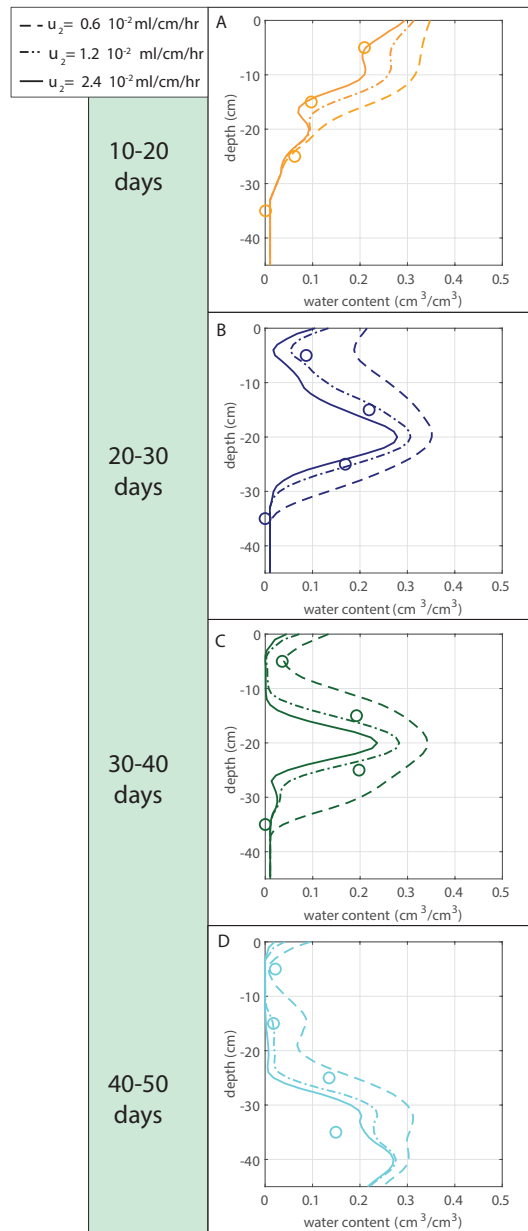 u2= 0.6 10-2 ml/cm/hr
u2= 1.2 10-2 ml/cm/hr
u2= 2.4 10-2 ml/cm/hr
10-20
days
A
0
-10
-20
-30
-40
depth (cm)
0 0.1 0.2 0.3 0.4 0.5
water content (cm3/cm3)
20-30
days
B
0
-10
-20
-30
-40
depth (cm)
0 0.1 0.2 0.3 0.4 0.5
water content (cm3/cm3)
30-40
days
C
0
-10
-20
-30
-40
depth (cm)
0 0.1 0.2 0.3 0.4 0.5
water content (cm3/cm3)
40-50
days
D
0
-10
-20
-30
-40
depth (cm)
0 0.1 0.2 0.3 0.4 0.5
water content (cm3/cm3)